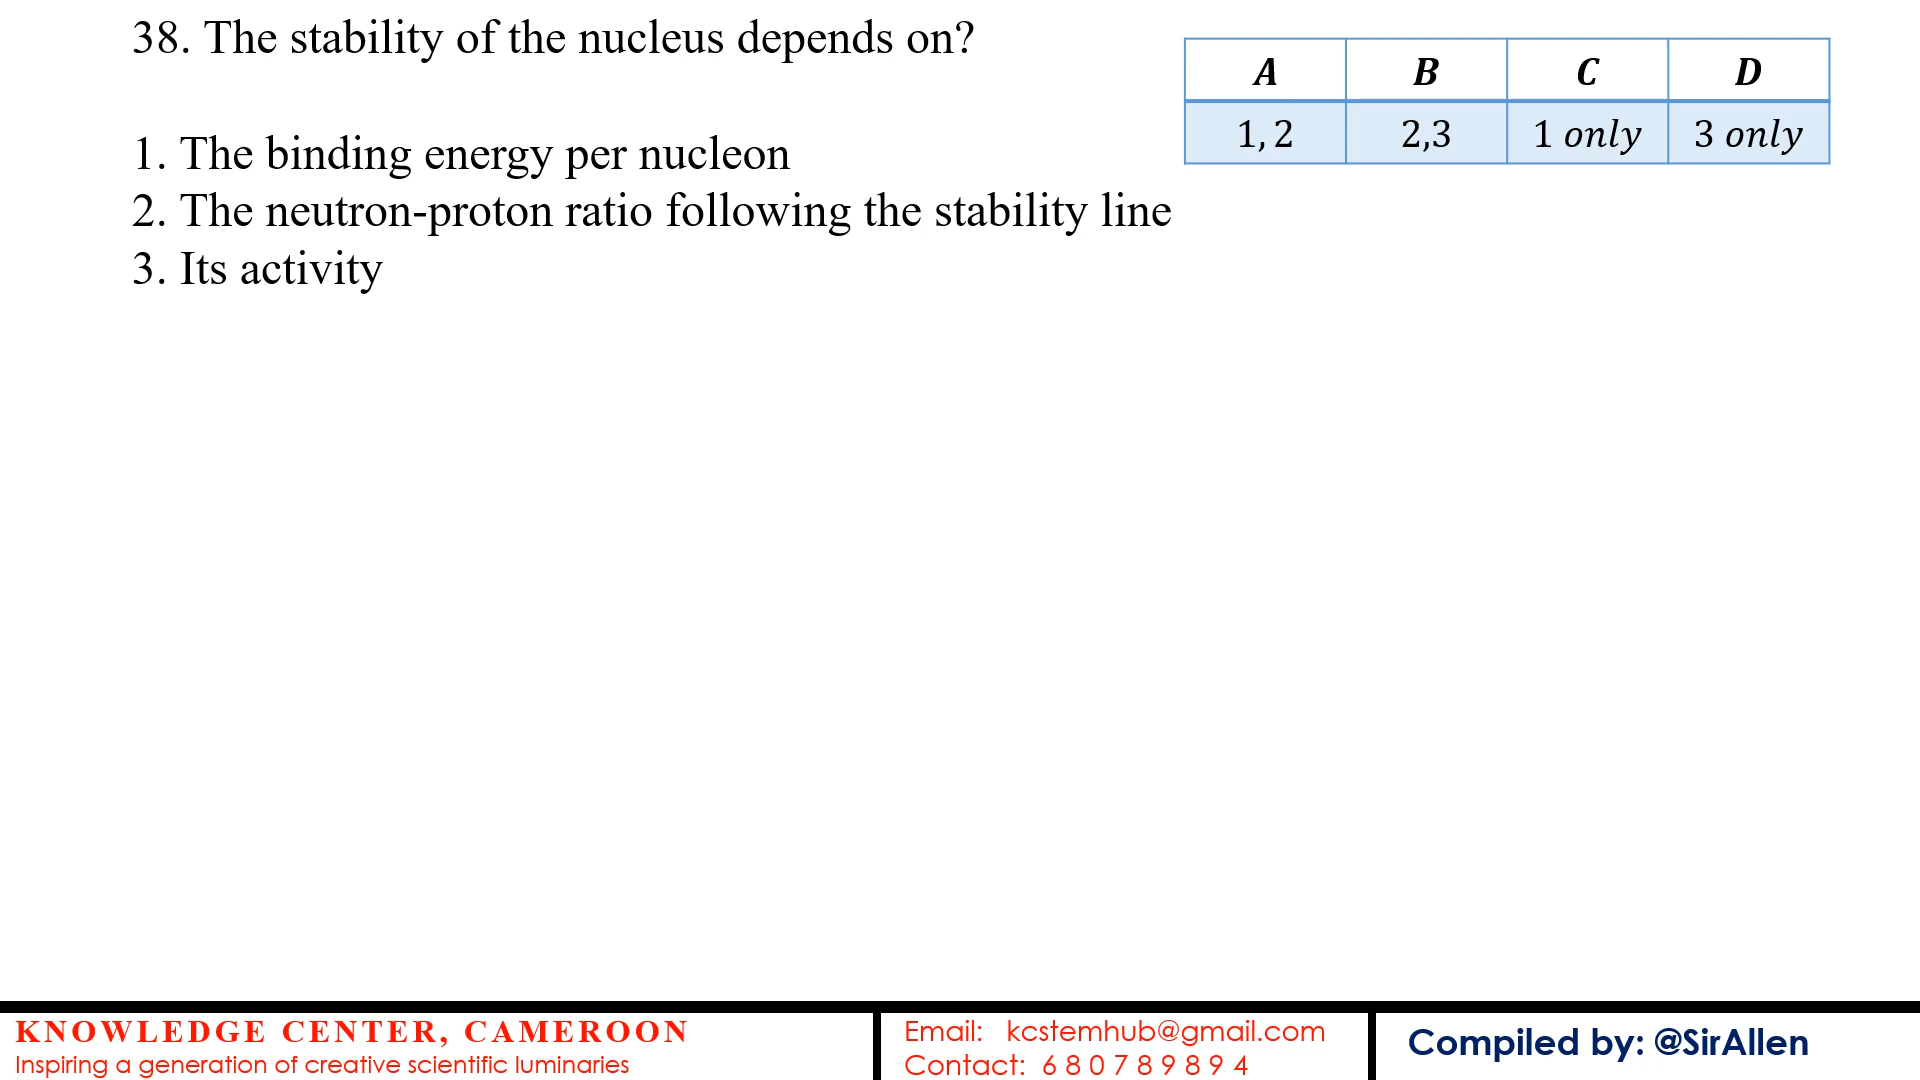 38. The stability of the nucleus depends on?
A B C D
1, 2 2,3 1 only 3 only
1. The binding energy per nucleon
2. The neutron-proton ratio following the stability line
3. Its activity
KNOWLEDGE CENTER, CAMEROON
Inspiring a generation of creative scientific luminaries
Email: kcstemhub@gmail.com
Contact: 6 8 0 7 8 9 8 9 4
Compiled by: @SirAllen